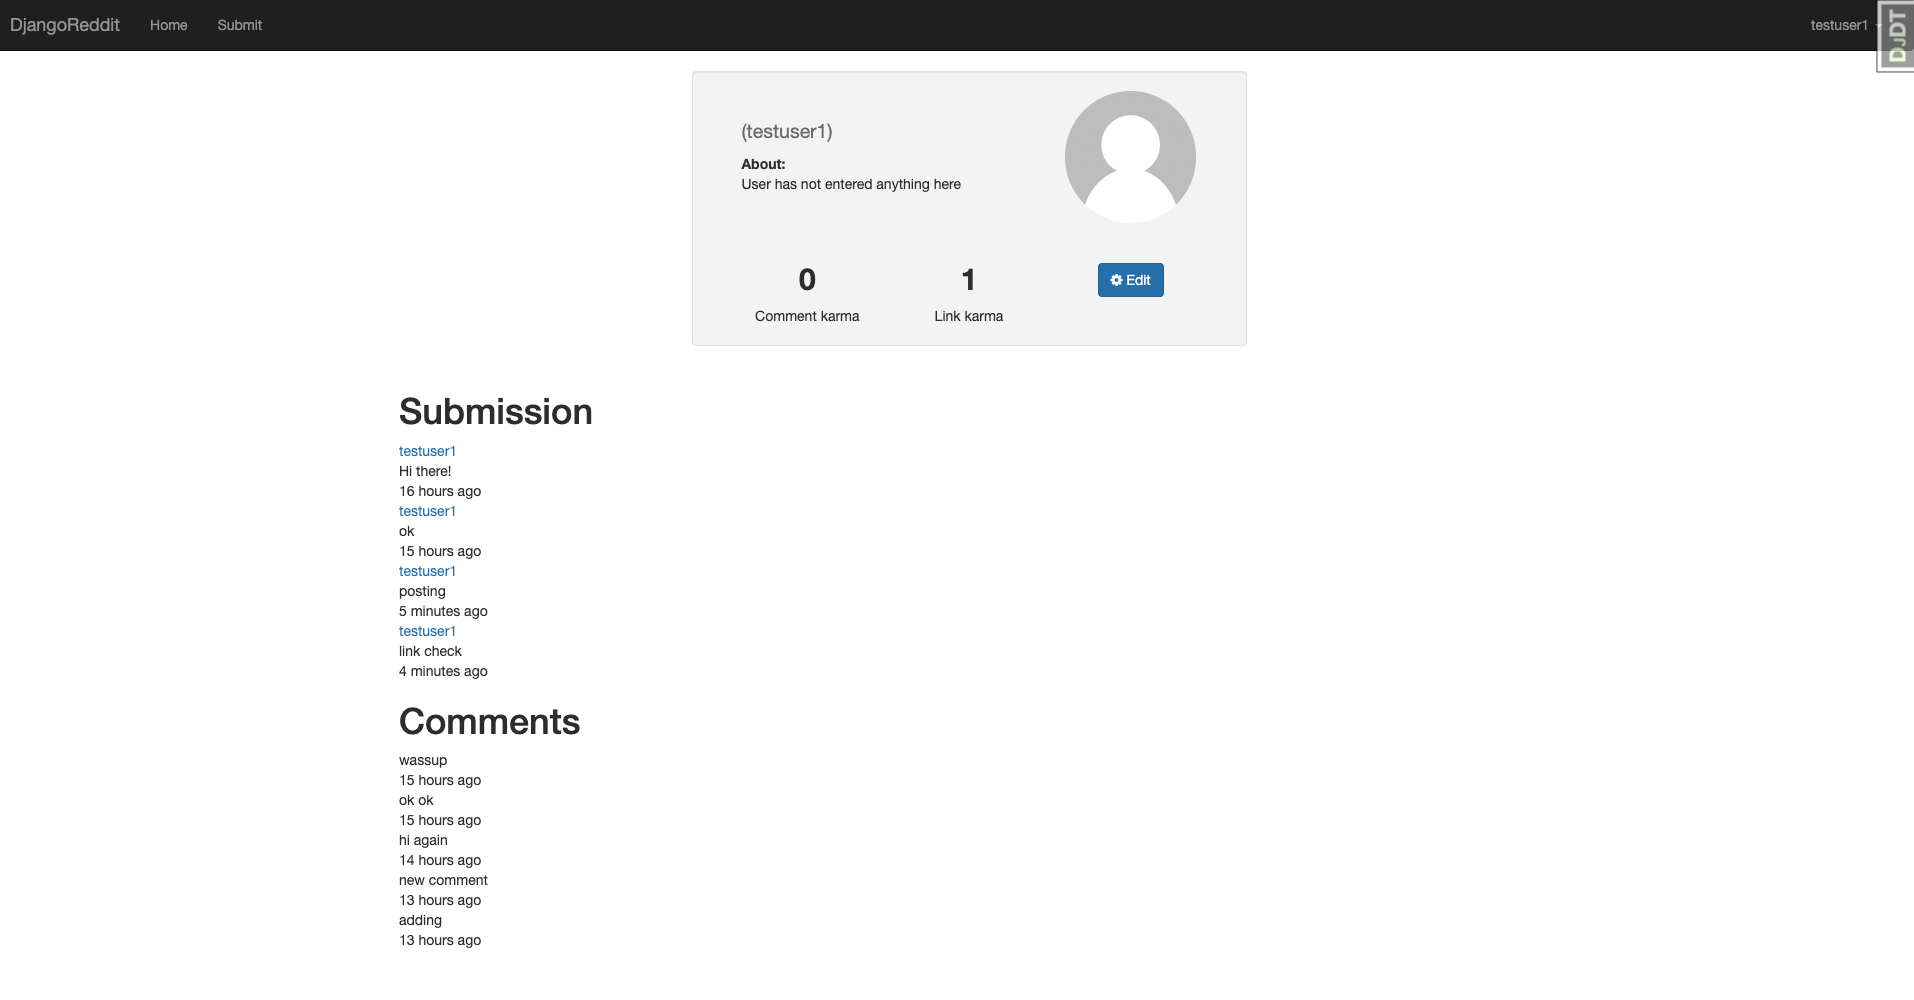 DjangoReddit Home Submit testuser1
DJDT
(testuser1)
About:
User has not entered anything here
0 1 Edit
Comment karma Link karma
Submission
testuser1
Hi there!
16 hours ago
testuser1
ok
15 hours ago
testuser1
posting
5 minutes ago
testuser1
link check
4 minutes ago
Comments
wassup
15 hours ago
ok ok
15 hours ago
hi again
14 hours ago
new comment
13 hours ago
adding
13 hours ago